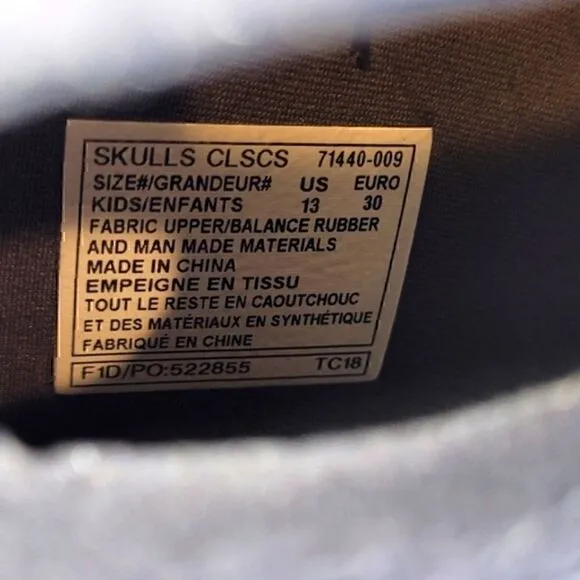 SKULLS CLSCS 71440-009
SIZE#/GRANDEUR# US EURO
KIDS/ENFANTS 13 30
FABRIC UPPER/BALANCE RUBBER
AND MAN MADE MATERIALS
MADE IN CHINA
EMPEIGNE EN TISSU
TOUT LE RESTE EN CAOUTCHOUC
ET DES MATÉRIAUX EN SYNTHÉTIQUE
FABRIQUÉ EN CHINE
F1D/PO:522855 TC18